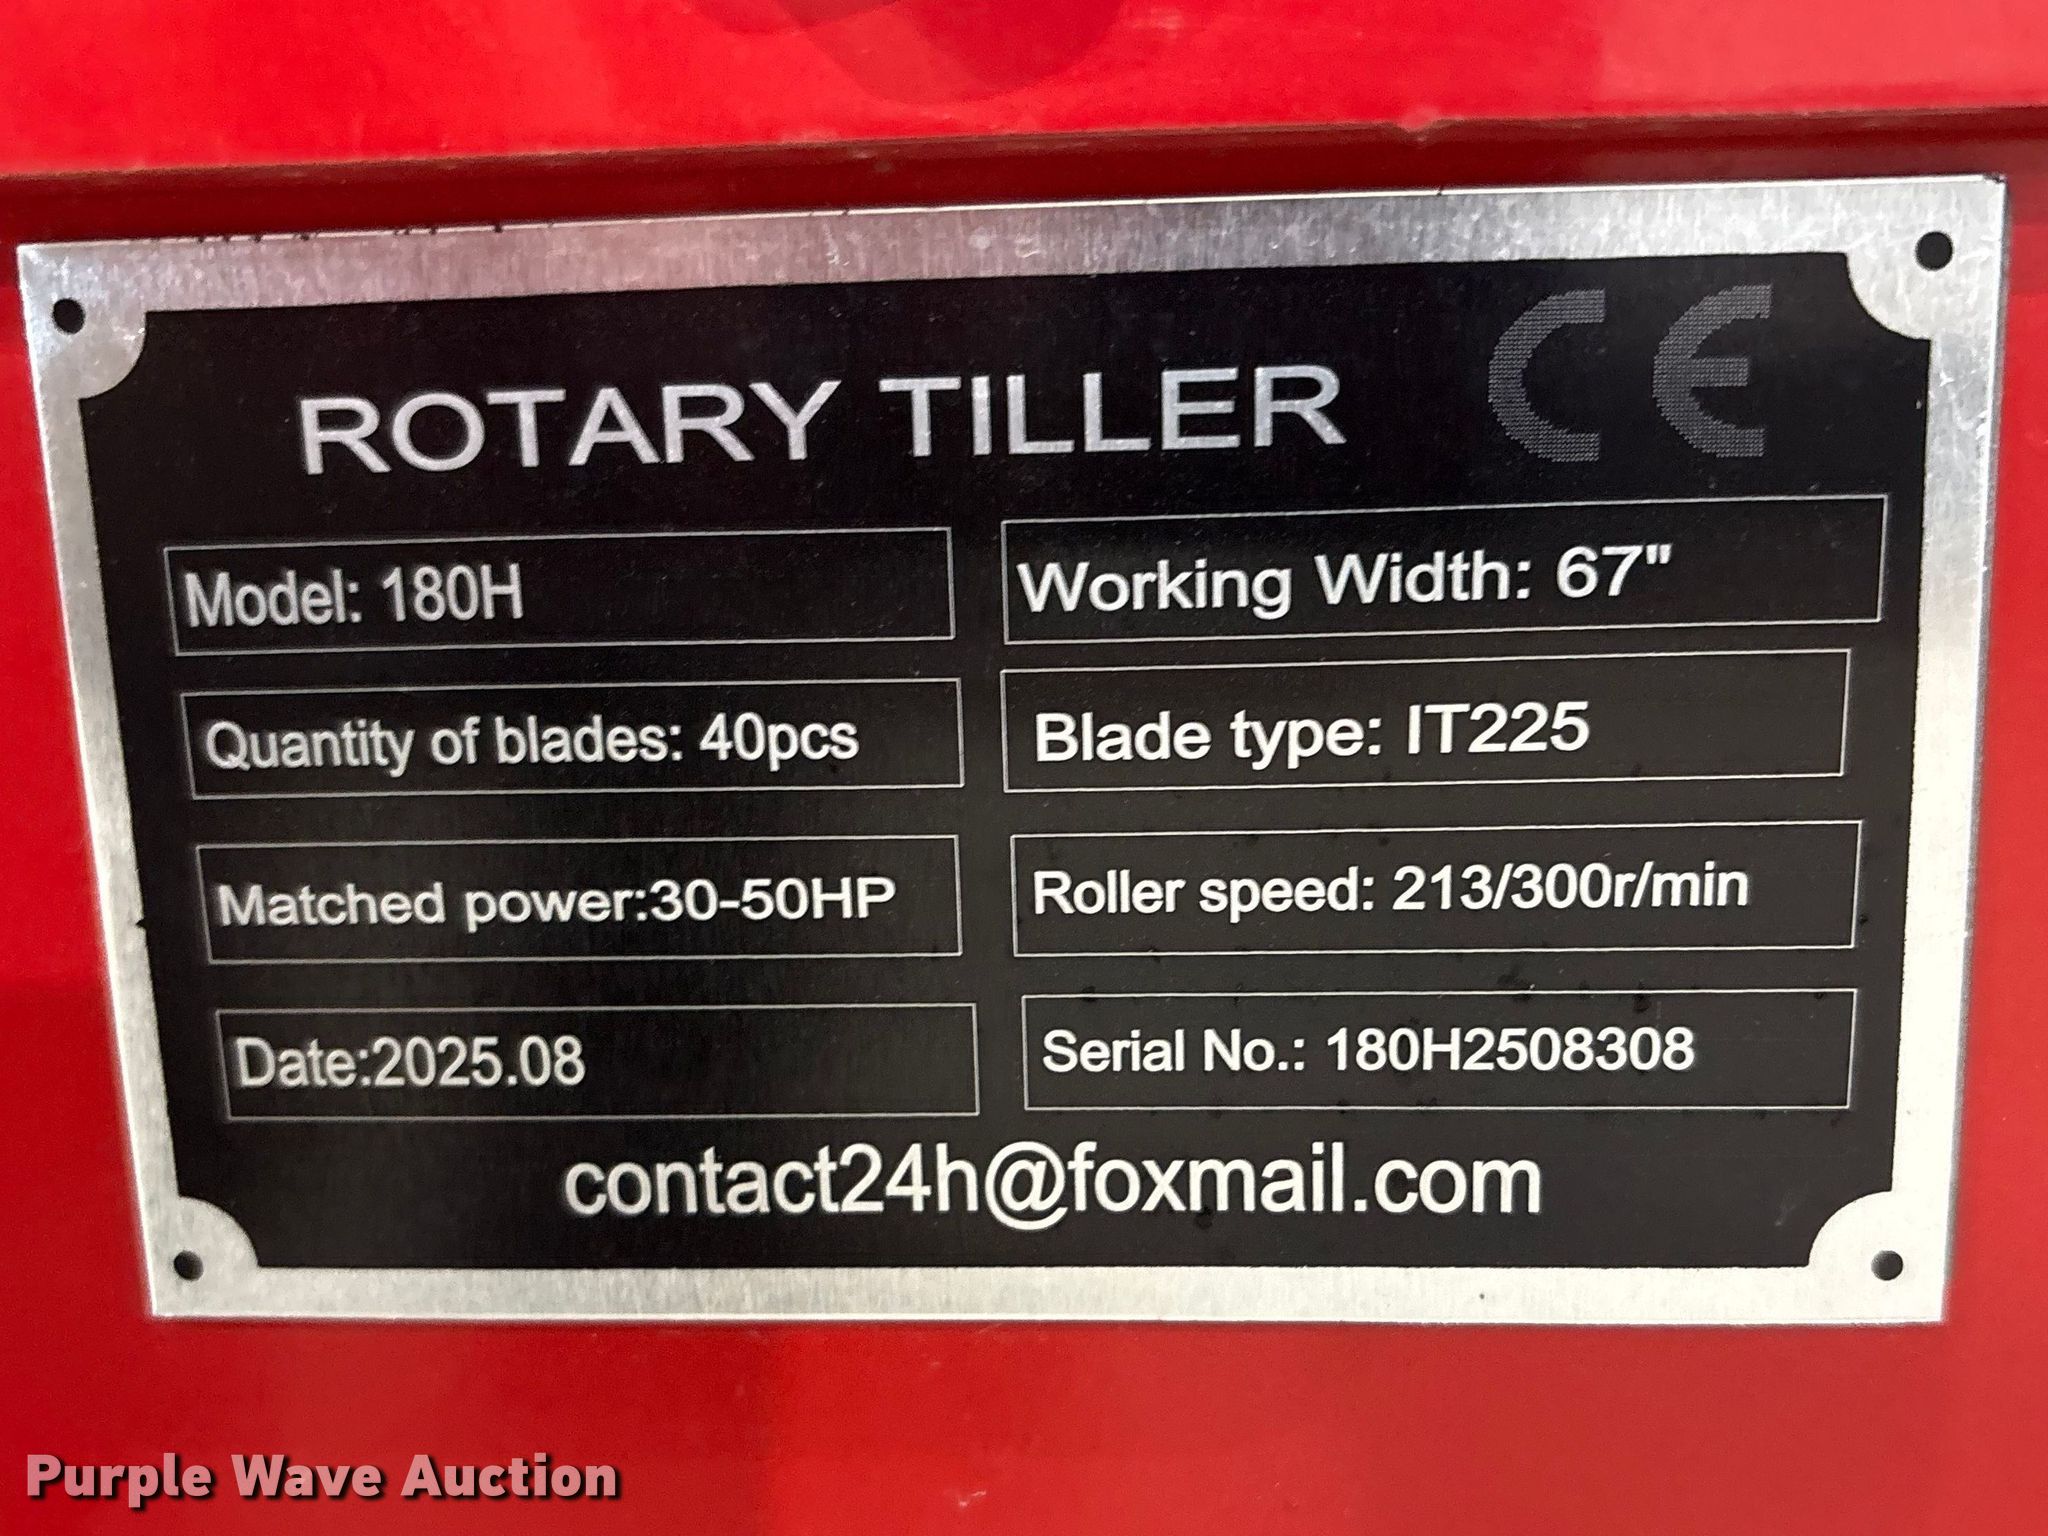 ROTARY TILLER CE
Model: 180H
Working Width: 67"
Quantity of blades: 40pcs
Blade type: IT225
Matched power:30-50HP
Roller speed: 213/300r/min
Date:2025.08
Serial No.: 180H2508308
contact24h@foxmail.com
Purple Wave Auction